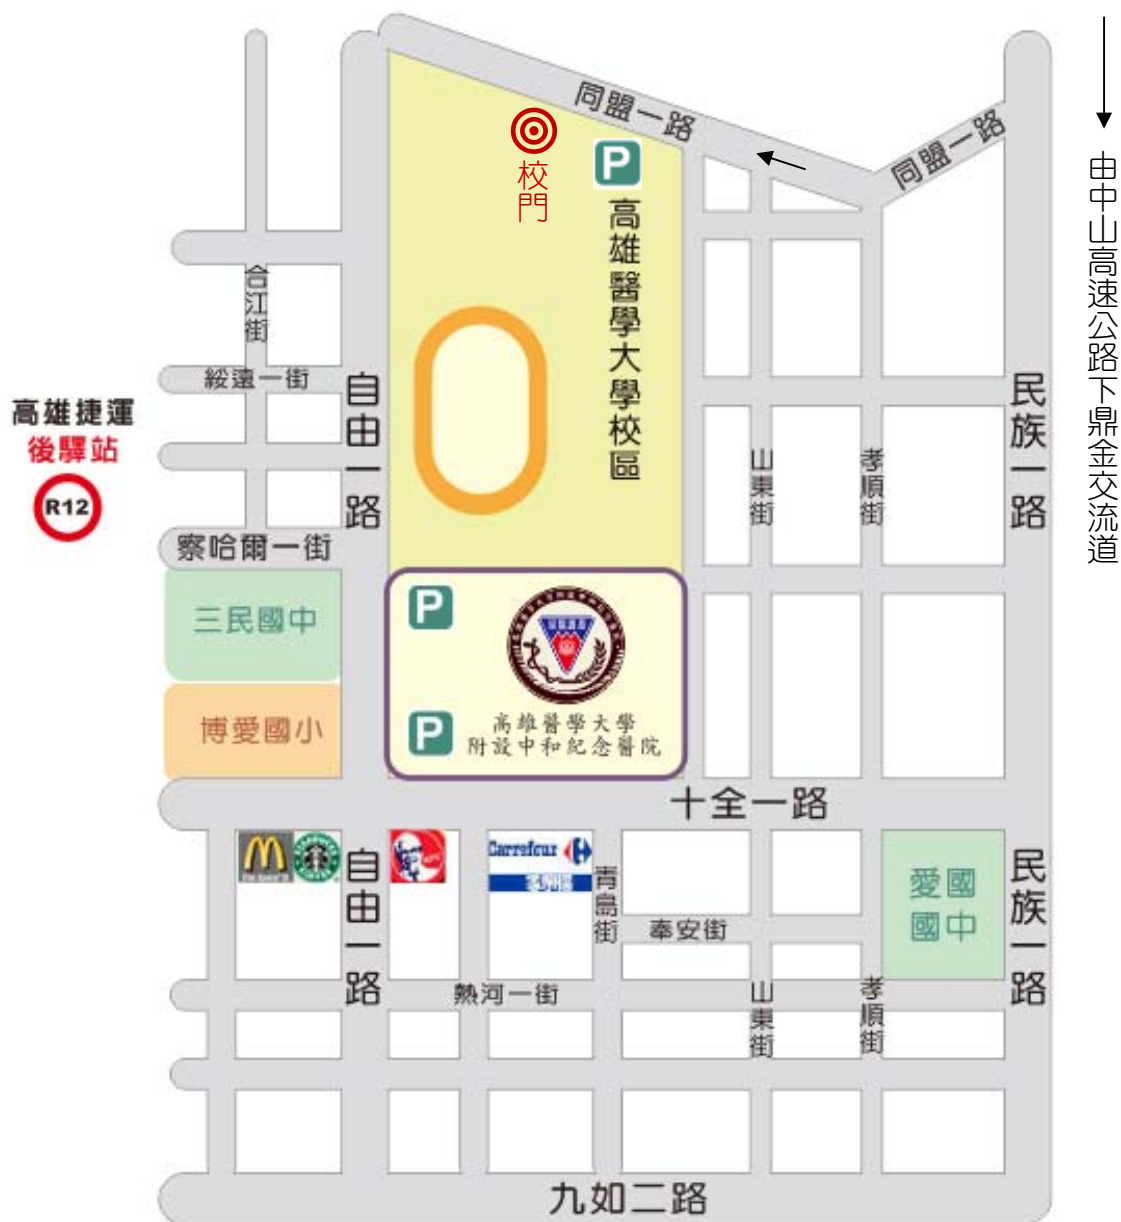 同盟一路
同盟一路
校門
P
高雄醫學大學校區
由中山高速公路下鼎金交流道
合江街
綏遠一街
自由一路
民族一路
高雄捷運
後驛站
R12
山東街
孝順街
察哈爾一街
三民國中
P
博愛國小
P
高雄醫學大學
附設中和紀念醫院
十全一路
自由一路
KFC
Carrefour
家樂福
青島街
奉安街
愛國
國中
民族一路
熱河一街
山東街
孝順街
九如二路